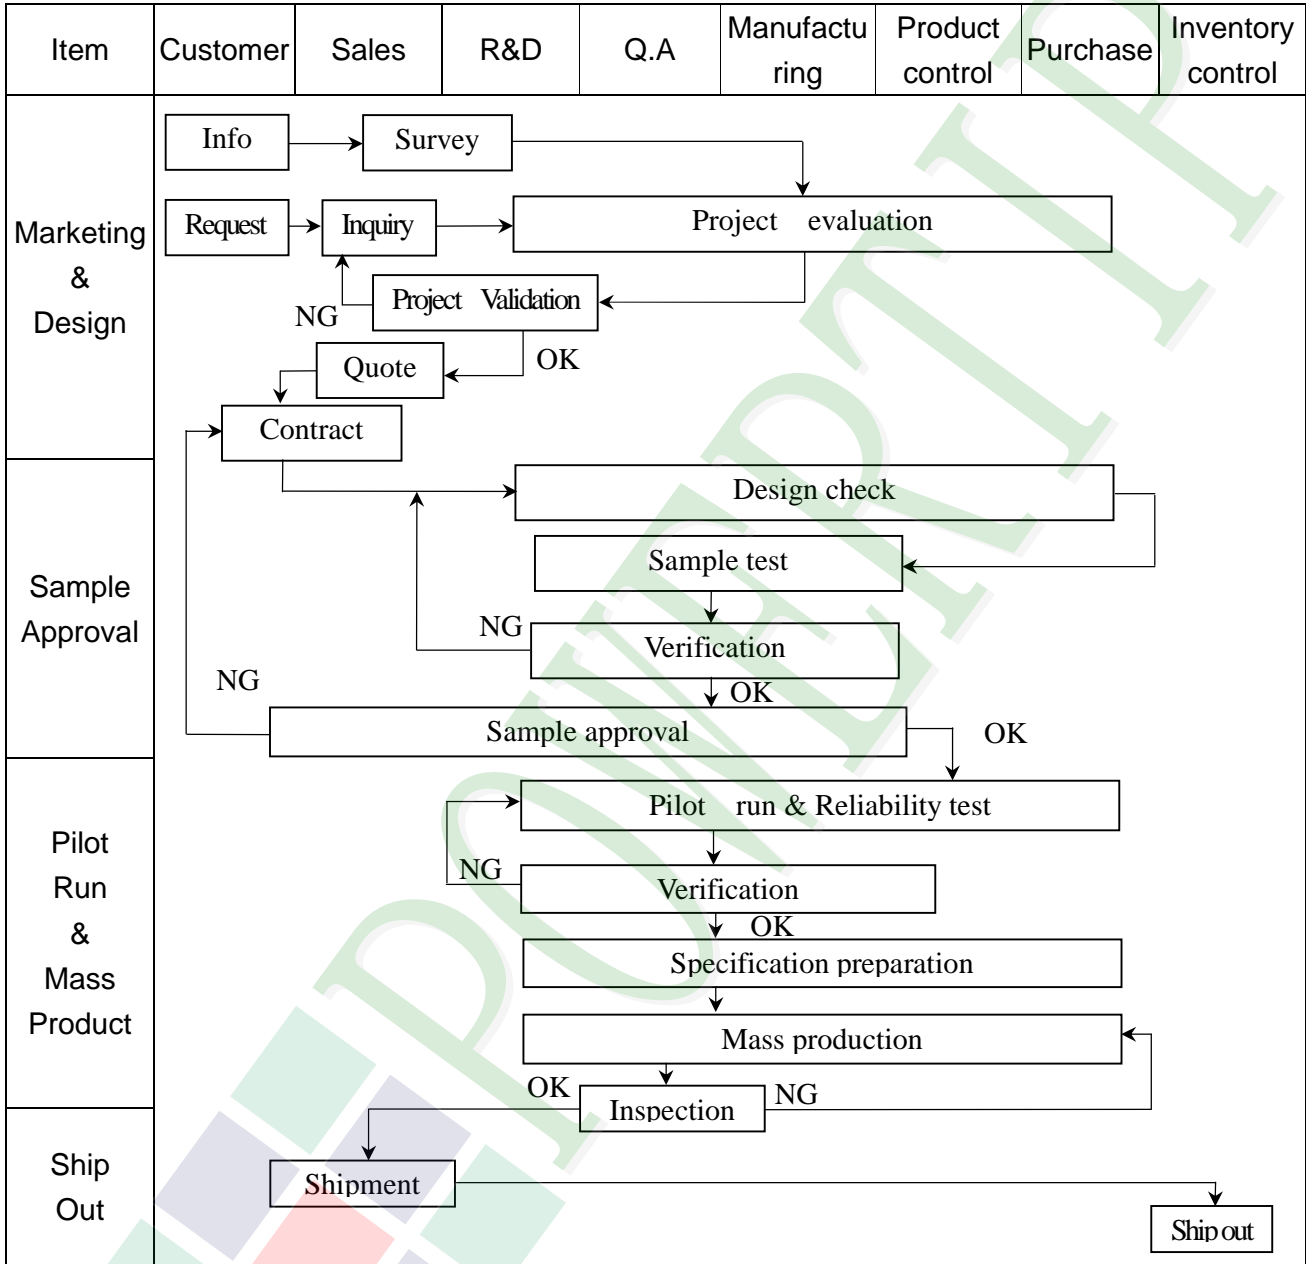 Item
Customer
Sales
R&D
Q.A
Manufactu
ring
Product
control
Purchase
Inventory
control
Marketing
&
Design
Info
Survey
Request
Inquiry
Project evaluation
Project Validation
NG
OK
Quote
Contract
Sample
Approval
Design check
Sample test
NG
Verification
OK
NG
Sample approval
OK
Pilot
Run
&
Mass
Product
Pilot run & Reliability test
NG
Verification
OK
Specification preparation
Mass production
OK
Inspection
NG
Ship
Out
Shipment
Ship out
POWERTIP